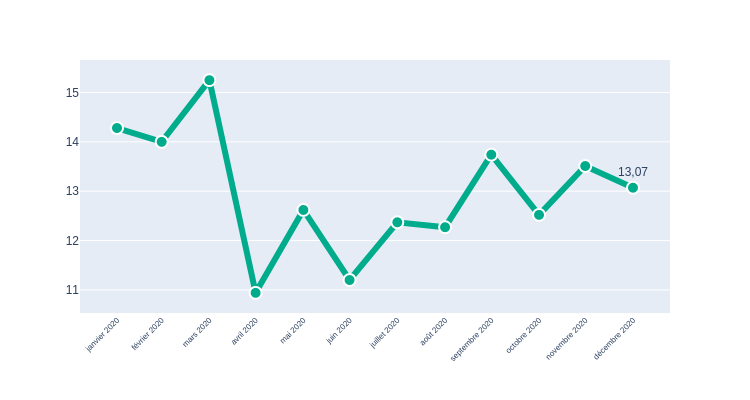 15
14
13
12
11
13,07
janvier 2020
février 2020
mars 2020
avril 2020
mai 2020
juin 2020
juillet 2020
août 2020
septembre 2020
octobre 2020
novembre 2020
décembre 2020